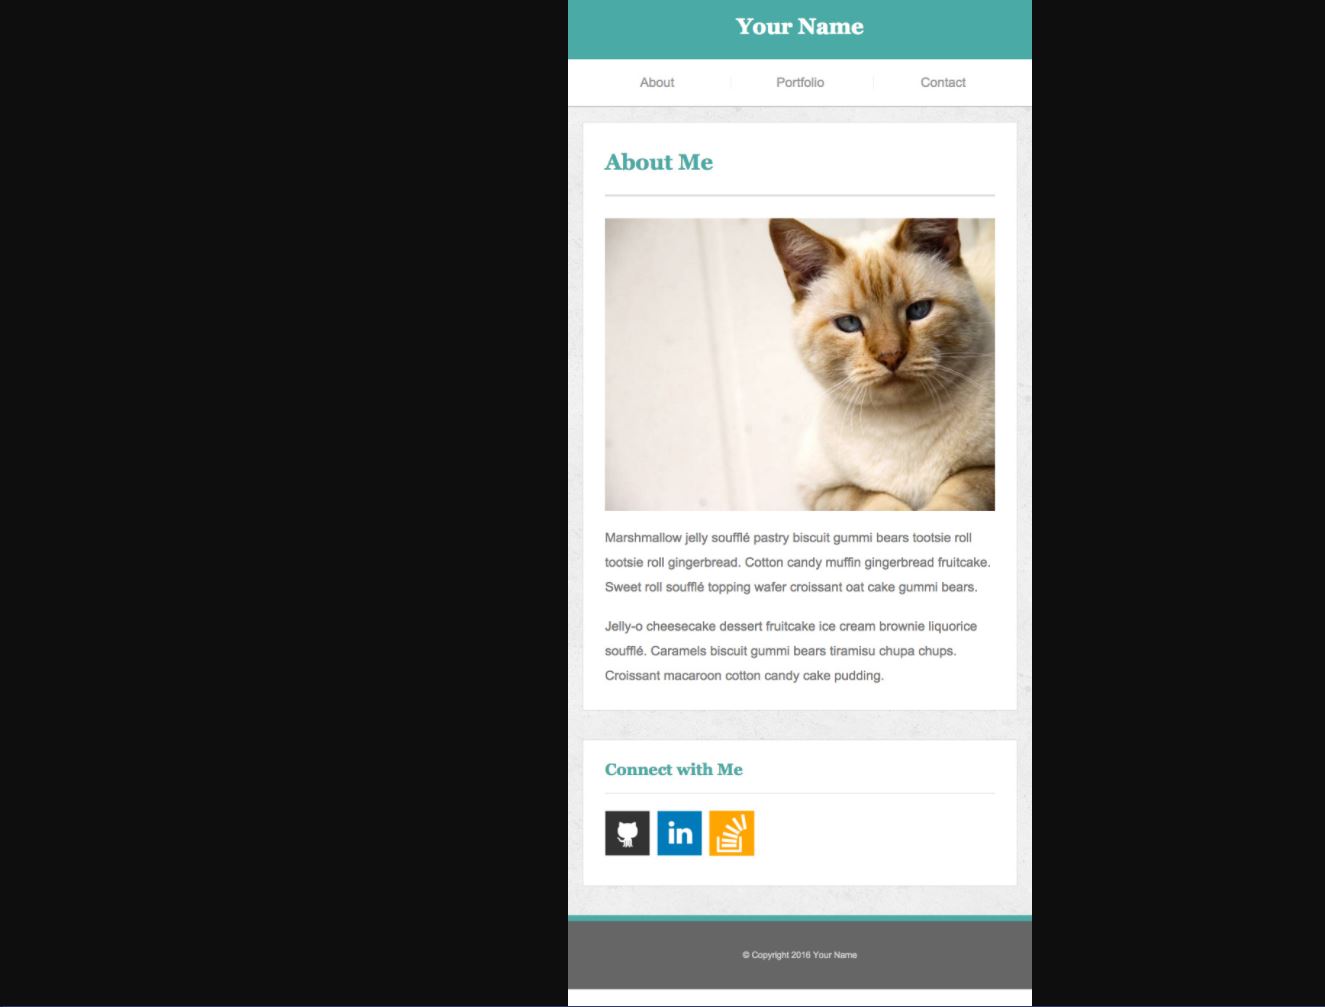 Your Name
About
Portfolio
Contact
About Me
Marshmallow jelly soufflé pastry biscuit gummi bears tootsie roll
tootsie roll gingerbread. Cotton candy muffin gingerbread fruitcake.
Sweet roll soufflé topping wafer croissant oat cake gummi bears.
Jelly-o cheesecake dessert fruitcake ice cream brownie liquorice
soufflé. Caramels biscuit gummi bears tiramisu chupa chups.
Croissant macaroon cotton candy cake pudding.
Connect with Me
in
© Copyright 2016 Your Name